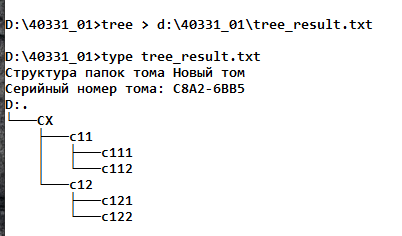 D:\40331_01>tree > d:\40331_01\tree_result.txt
D:\40331_01>type tree_result.txt
Структура папок тома Новый том
Серийный номер тома: C8A2-6BB5
D:.
└───CX
    ├───c11
    │   ├───c111
    │   └───c112
    └───c12
        ├───c121
        └───c122